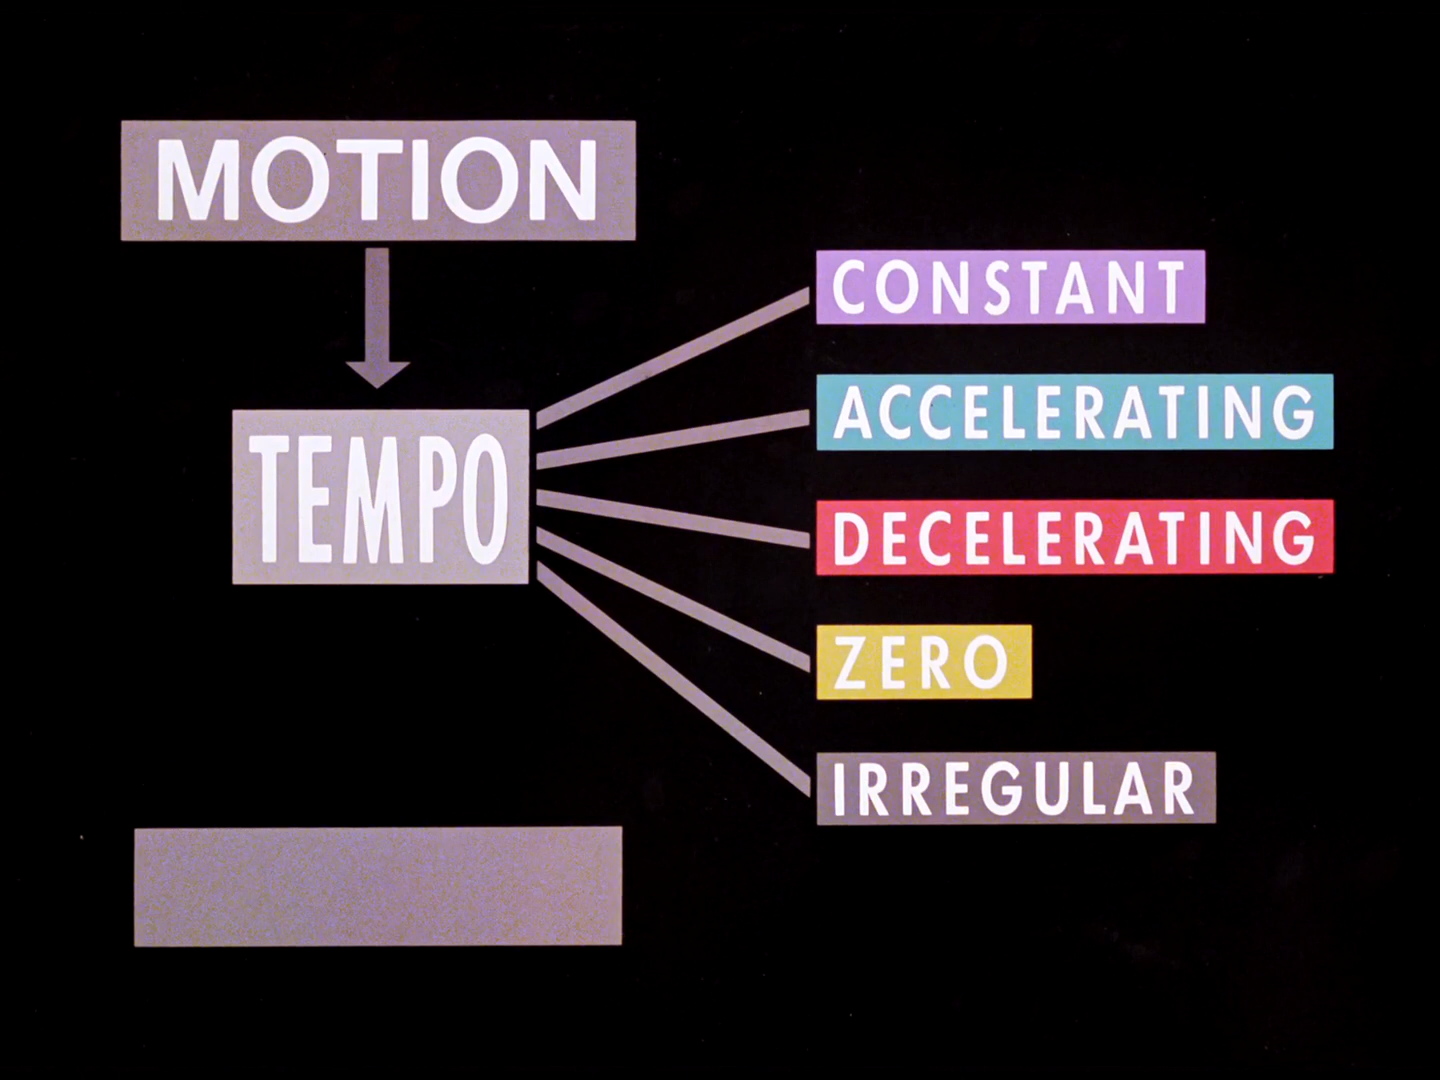 MOTION
TEMPO
CONSTANT
ACCELERATING
DECELERATING
ZERO
IRREGULAR